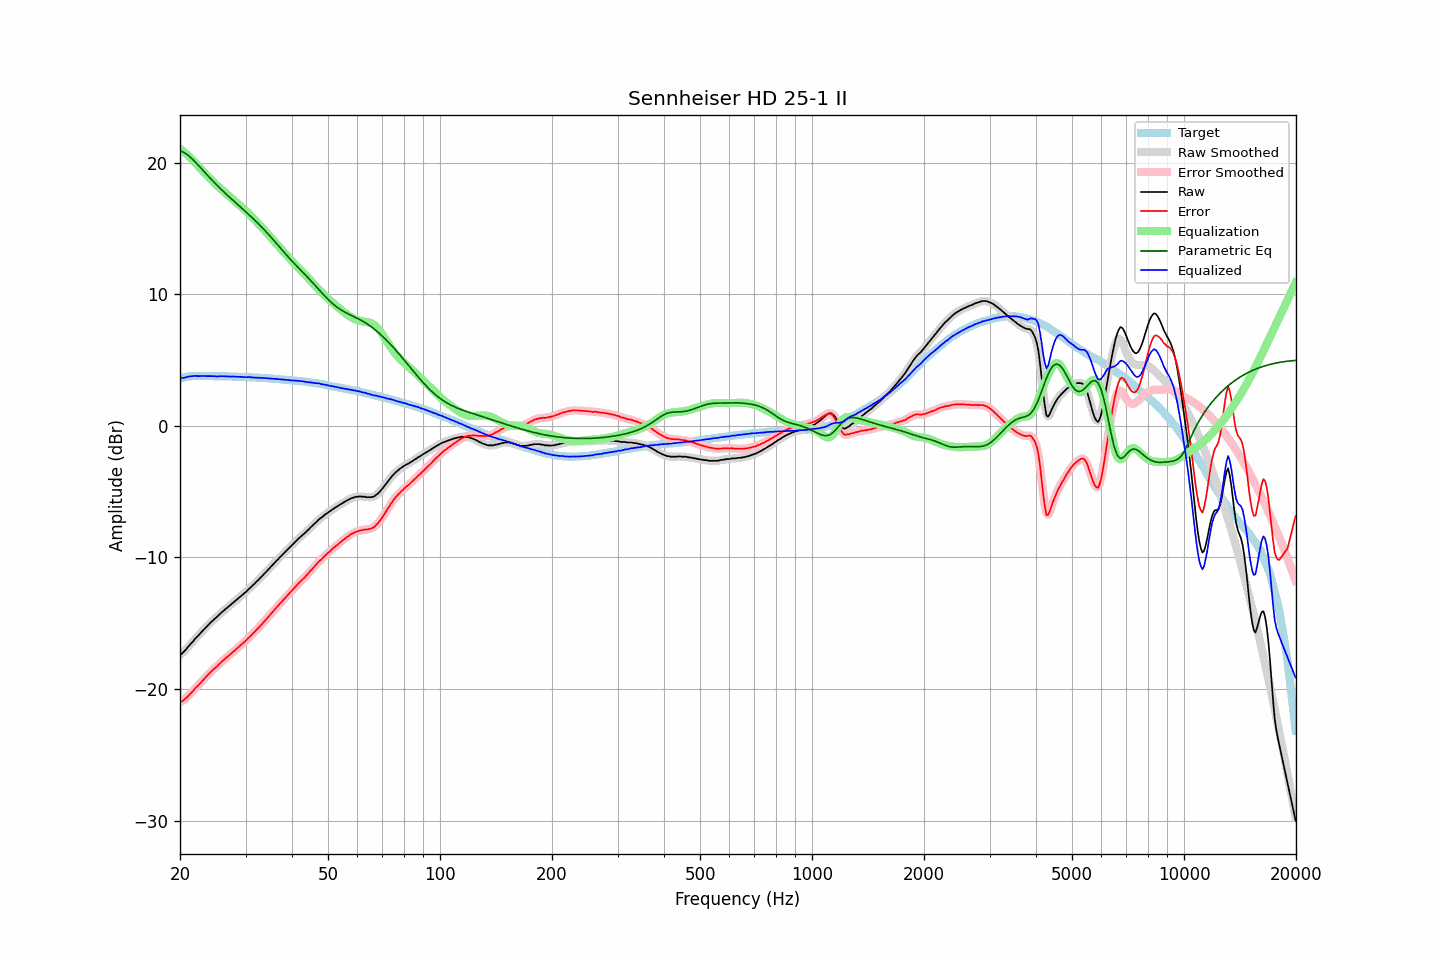 Sennheiser HD 25-1 II
Target
Raw Smoothed
Error Smoothed
Raw
Error
Equalization
Parametric Eq
Equalized
Amplitude (dBr)
20
10
0
−10
−20
−30
20 50 100 200 500 1000 2000 5000 10000 20000
Frequency (Hz)